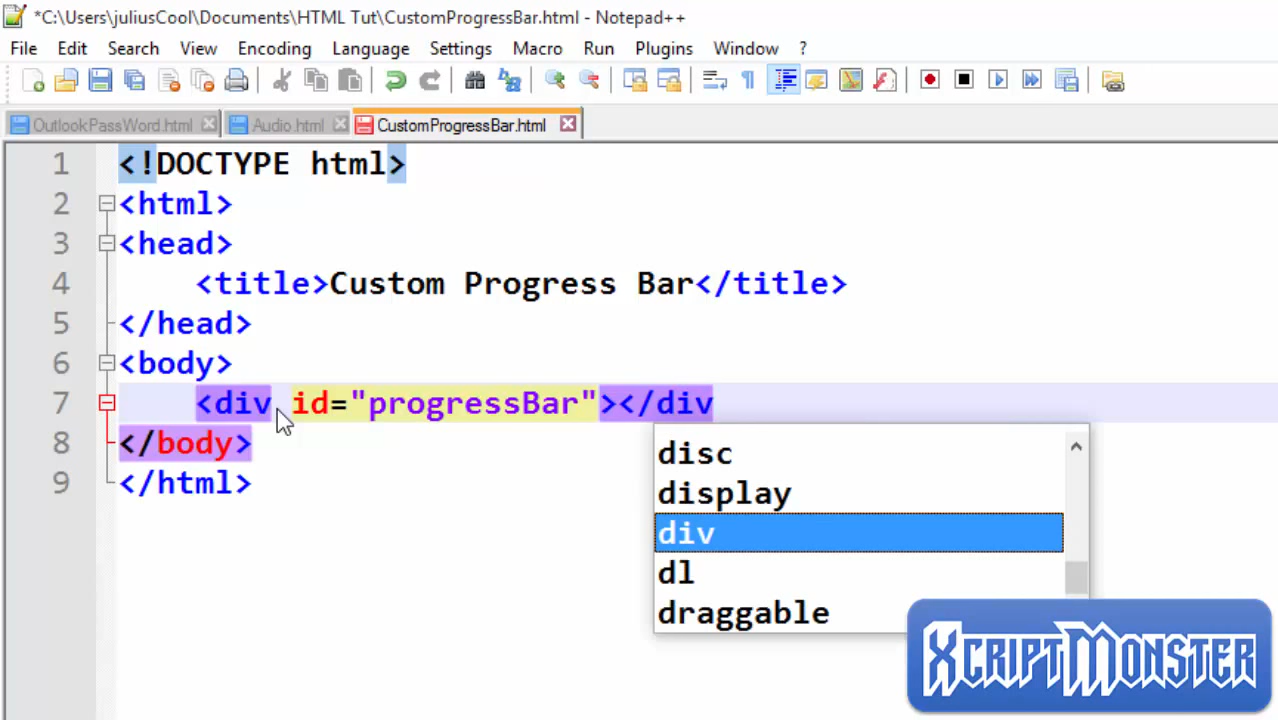 *C:\Users\juliusCool\Documents\HTML Tut\CustomProgressBar.html - Notepad++
File Edit Search View Encoding Language Settings Macro Run Plugins Window ?
OutlookPassWord.html Audio.html CustomProgressBar.html
1 <!DOCTYPE html>
2 <html>
3 <head>
4 <title>Custom Progress Bar</title>
5 </head>
6 <body>
7 <div id="progressBar"></div
8 </body>
9 </html>
disc
display
div
dl
draggable
XCRIPTMONSTER